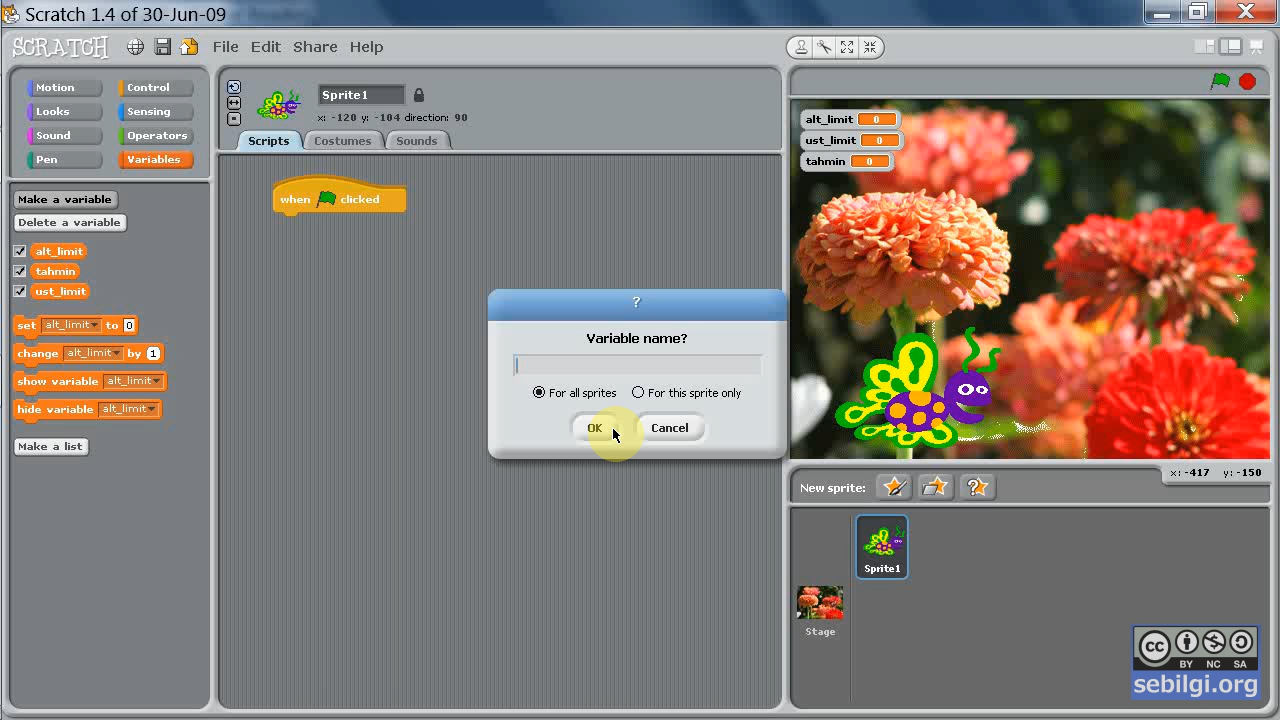 Scratch 1.4 of 30-Jun-09
SCRATCH File Edit Share Help
Motion Control
Looks Sensing
Sound Operators
Pen Variables
Make a variable
Delete a variable
alt_limit
tahmin
ust_limit
set alt_limit to 0
change alt_limit by 1
show variable alt_limit
hide variable alt_limit
Make a list
Sprite1
x: -120 y: -104 direction: 90
Scripts Costumes Sounds
when clicked
?
Variable name?
For all sprites For this sprite only
OK Cancel
alt_limit 0
ust_limit 0
tahmin 0
x: -417 y: -150
New sprite:
Sprite1
Stage
CC BY NC SA
sebilgi.org